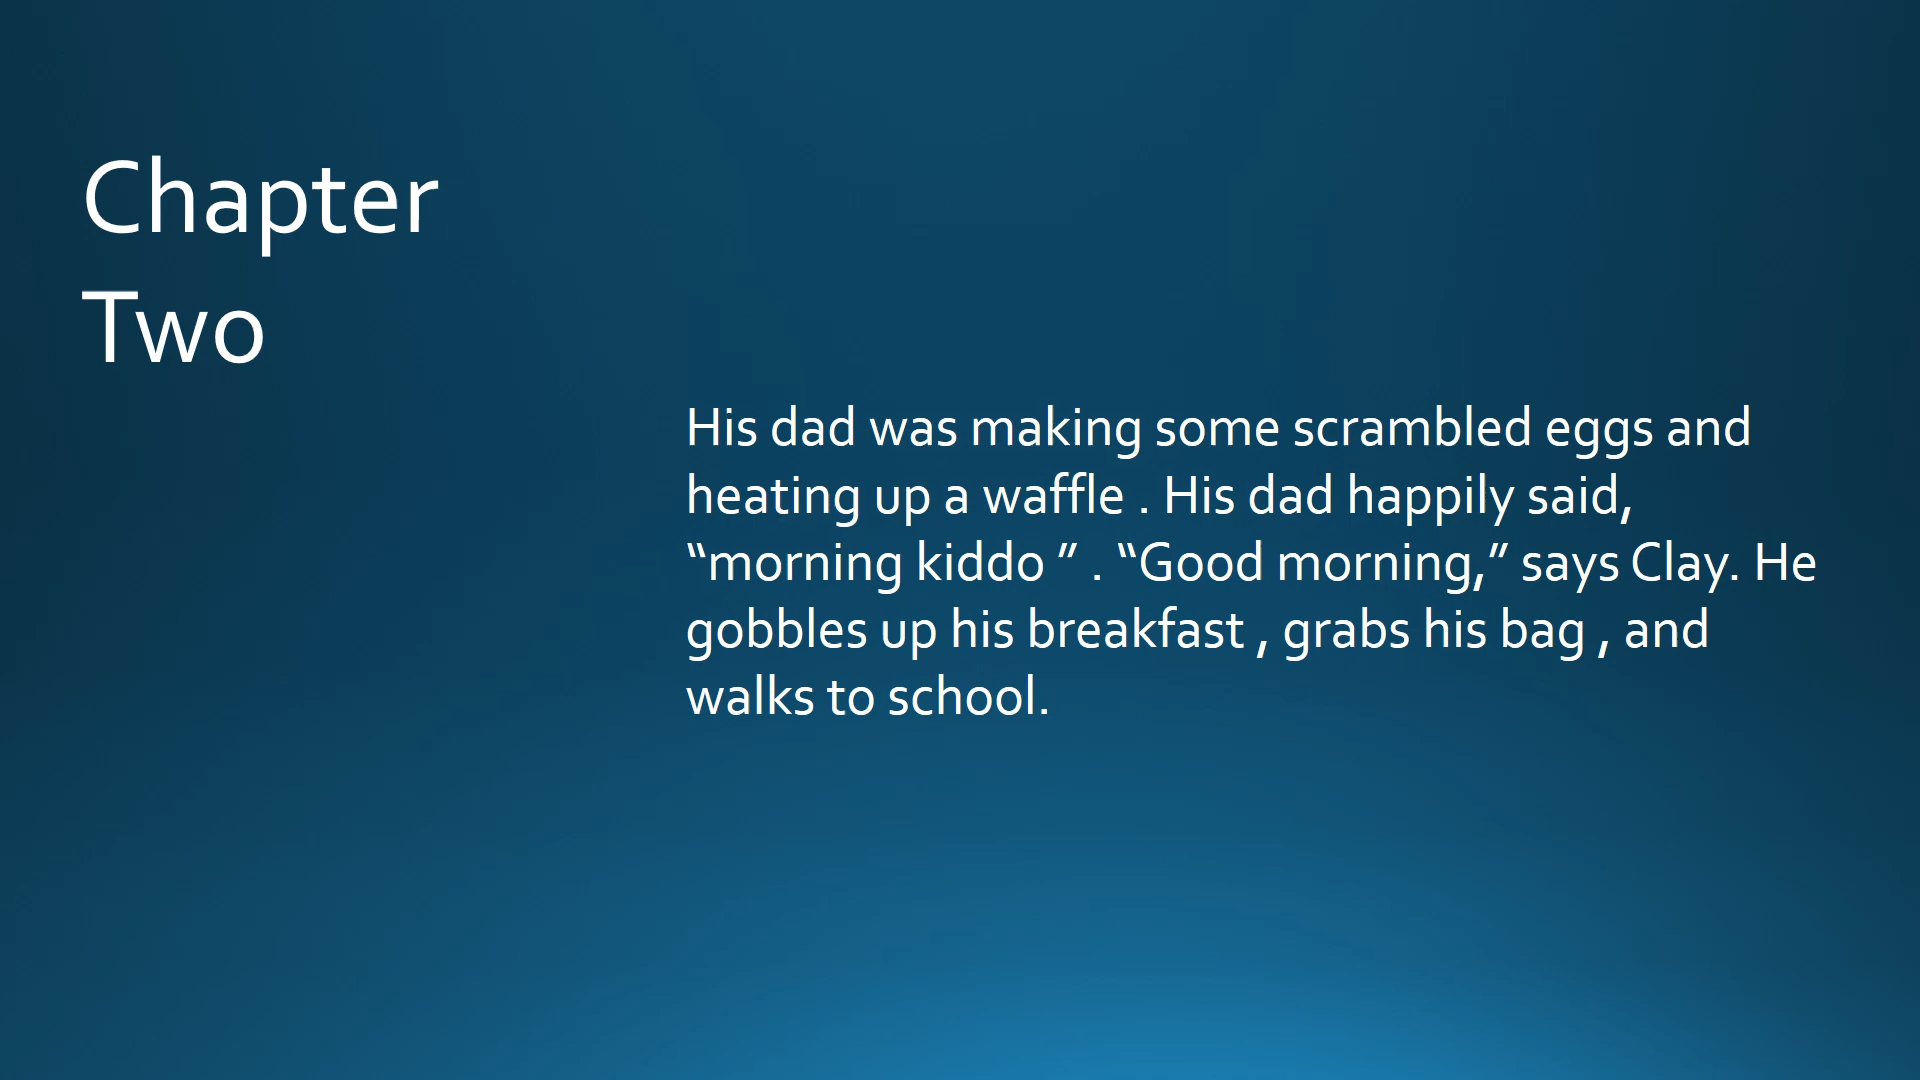 Chapter
Two
His dad was making some scrambled eggs and
heating up a waffle . His dad happily said,
“morning kiddo ” . “Good morning,” says Clay. He
gobbles up his breakfast , grabs his bag , and
walks to school.